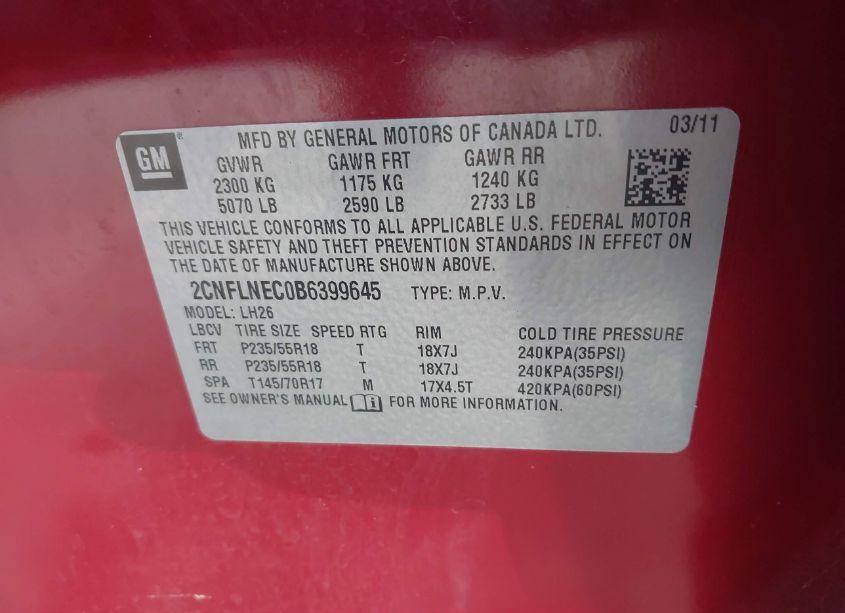 GM
MFD BY GENERAL MOTORS OF CANADA LTD. 03/11
GVWR GAWR FRT GAWR RR
2300 KG 1175 KG 1240 KG
5070 LB 2590 LB 2733 LB
THIS VEHICLE CONFORMS TO ALL APPLICABLE U.S. FEDERAL MOTOR
VEHICLE SAFETY AND THEFT PREVENTION STANDARDS IN EFFECT ON
THE DATE OF MANUFACTURE SHOWN ABOVE.
2CNFLNEC0B6399645 TYPE: M.P.V.
MODEL: LH26
LBCV TIRE SIZE SPEED RTG RIM COLD TIRE PRESSURE
FRT P235/55R18 T 18X7J 240KPA(35PSI)
RR P235/55R18 T 18X7J 240KPA(35PSI)
SPA T145/70R17 M 17X4.5T 420KPA(60PSI)
SEE OWNER'S MANUAL FOR MORE INFORMATION.